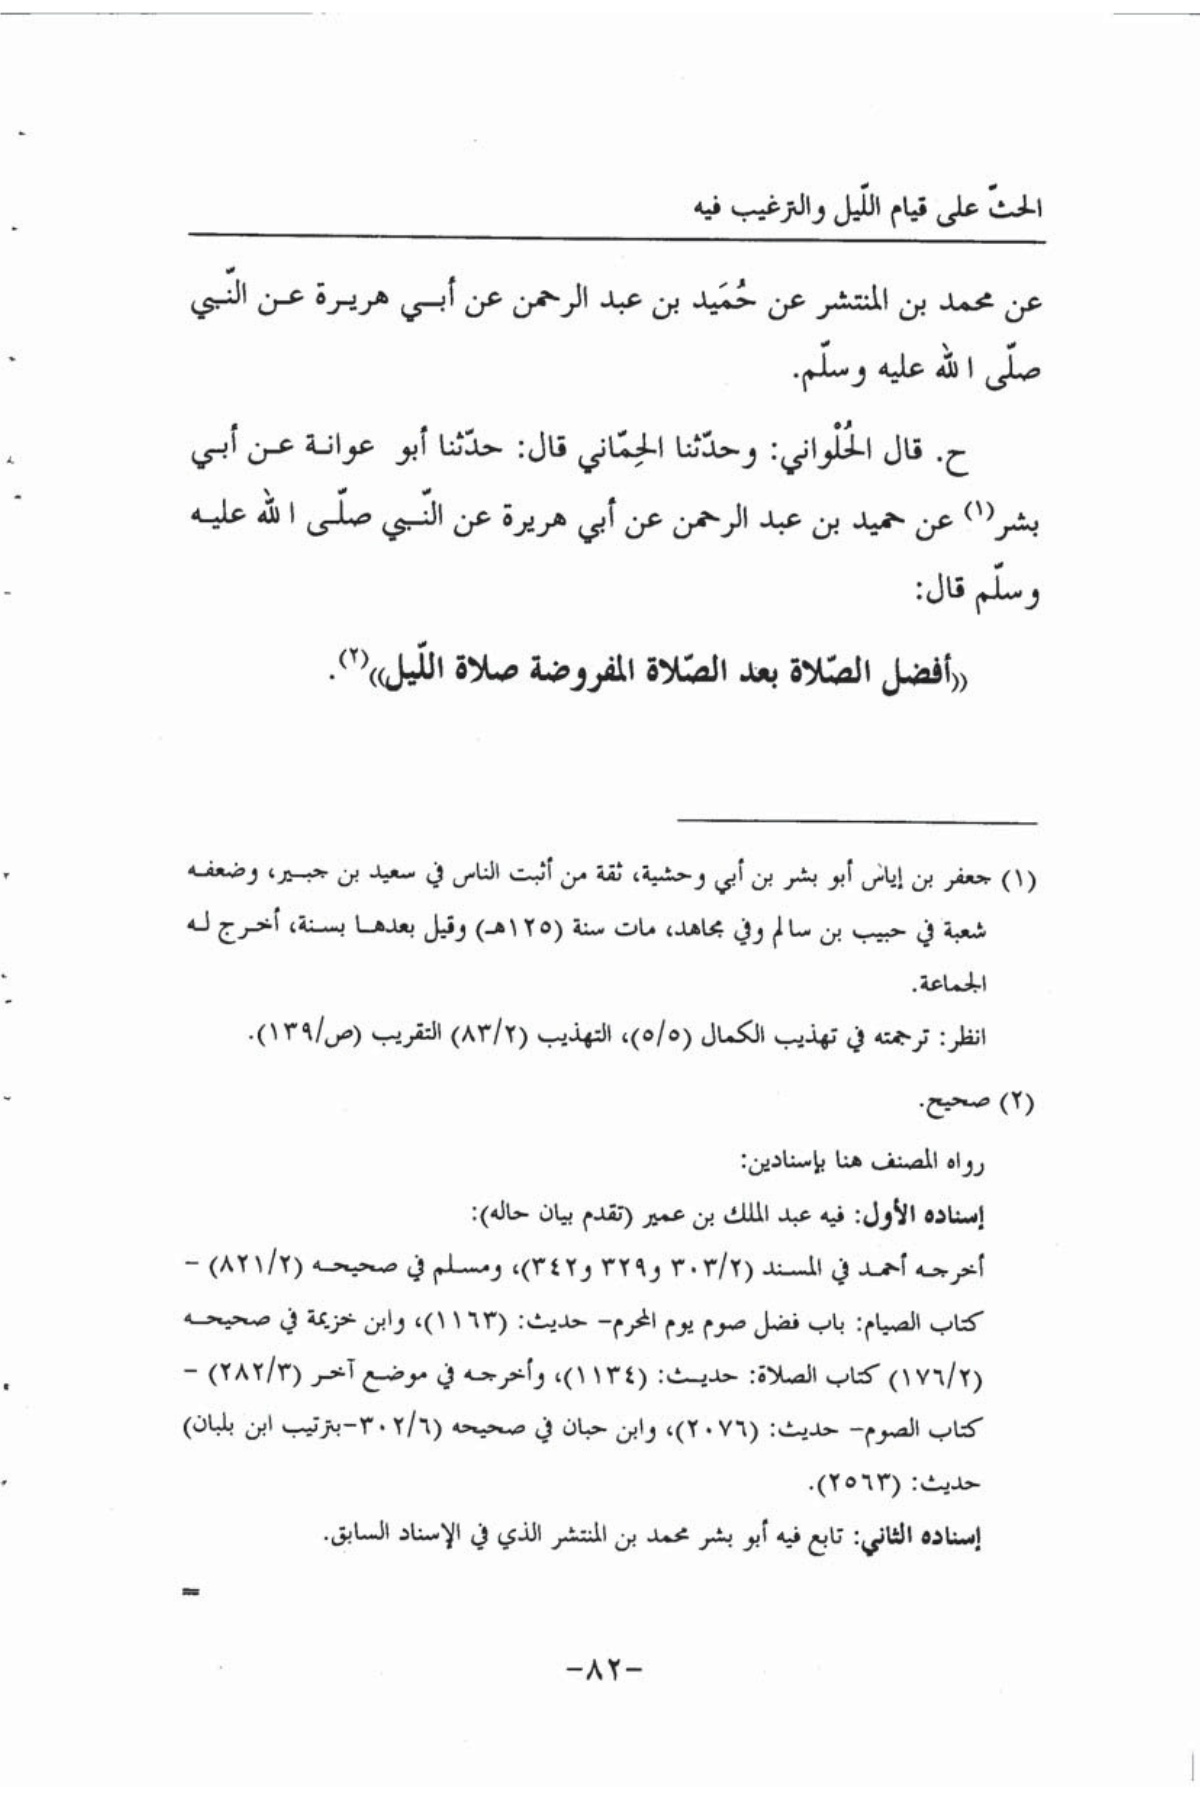 الحثّ على قيام اللّيل والترغيب فيه
عن محمد بن المنتشر عن حُمَيد بن عبد الرحمن عن أبي هريرة عن النّبي
صلّى الله عليه وسلّم.
ح. قال الحُلْواني: وحدّثنا الحِمّاني قال: حدّثنا أبو عوانة عن أبي
بشر(١) عن حميد بن عبد الرحمن عن أبي هريرة عن النّبي صلّى الله عليه
وسلّم قال:
((أفضل الصّلاة بعد الصّلاة المفروضة صلاة اللّيل))(٢).
(١) جعفر بن إياس أبو بشر بن أبي وحشية، ثقة من أثبت الناس في سعيد بن جبير، وضعفه
شعبة في حبيب بن سالم وفي مجاهد، مات سنة (١٢٥هـ) وقيل بعدها بسنة، أخرج له
الجماعة.
انظر: ترجمته في تهذيب الكمال (٥/٥)، التهذيب (٨٣/٢) التقريب (ص/١٣٩).
(٢) صحيح.
رواه المصنف هنا بإسنادين:
إسناده الأول: فيه عبد الملك بن عمير (تقدم بيان حاله):
أخرجه أحمد في المسند (٣٠٣/٢ و٣٢٩ و٣٤٢)، ومسلم في صحيحه (٨٢١/٢) -
كتاب الصيام: باب فضل صوم يوم المحرم- حديث: (١١٦٣)، وابن خزيمة في صحيحه
(١٧٦/٢) كتاب الصلاة: حديث: (١١٣٤)، وأخرجه في موضع آخر (٢٨٢/٣) -
كتاب الصوم- حديث: (٢٠٧٦)، وابن حبان في صحيحه (٣٠٢/٦-بترتيب ابن بلبان)
حديث: (٢٥٦٣).
إسناده الثاني: تابع فيه أبو بشر محمد بن المنتشر الذي في الإسناد السابق.
=
-٨٢-